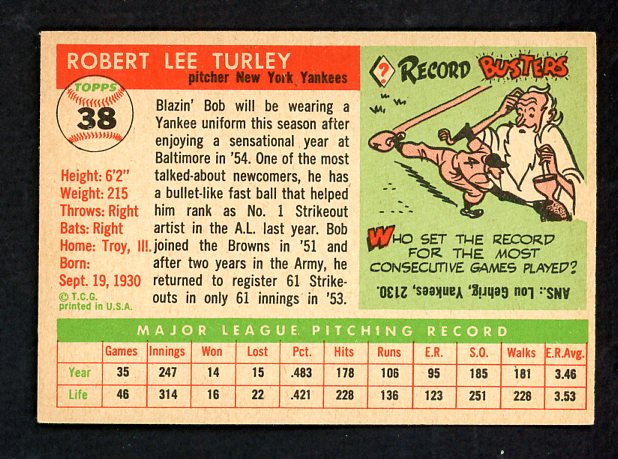 ROBERT LEE TURLEY
pitcher New York Yankees
TOPPS
38
Height: 6'2"
Weight: 215
Throws: Right
Bats: Right
Home: Troy, Ill.
Born:
Sept. 19, 1930
© T.C.G.
printed in U.S.A.
Blazin' Bob will be wearing a
Yankee uniform this season after
enjoying a sensational year at
Baltimore in '54. One of the most
talked-about newcomers, he has
a bullet-like fast ball that helped
him rank as No. 1 Strikeout
artist in the A.L. last year. Bob
joined the Browns in '51 and
after two years in the Army, he
returned to register 61 Strike-
outs in only 61 innings in '53.
? RECORD BUSTERS
4
WHO SET THE RECORD
FOR THE MOST
CONSECUTIVE GAMES PLAYED?
ANS.: Lou Gehrig, Yankees, 2130.
MAJOR LEAGUE PITCHING RECORD
Games Innings Won Lost Pct. Hits Runs E.R. S.O. Walks E.R.Avg.
Year 35 247 14 15 .483 178 106 95 185 181 3.46
Life 46 314 16 22 .421 228 136 123 251 228 3.53